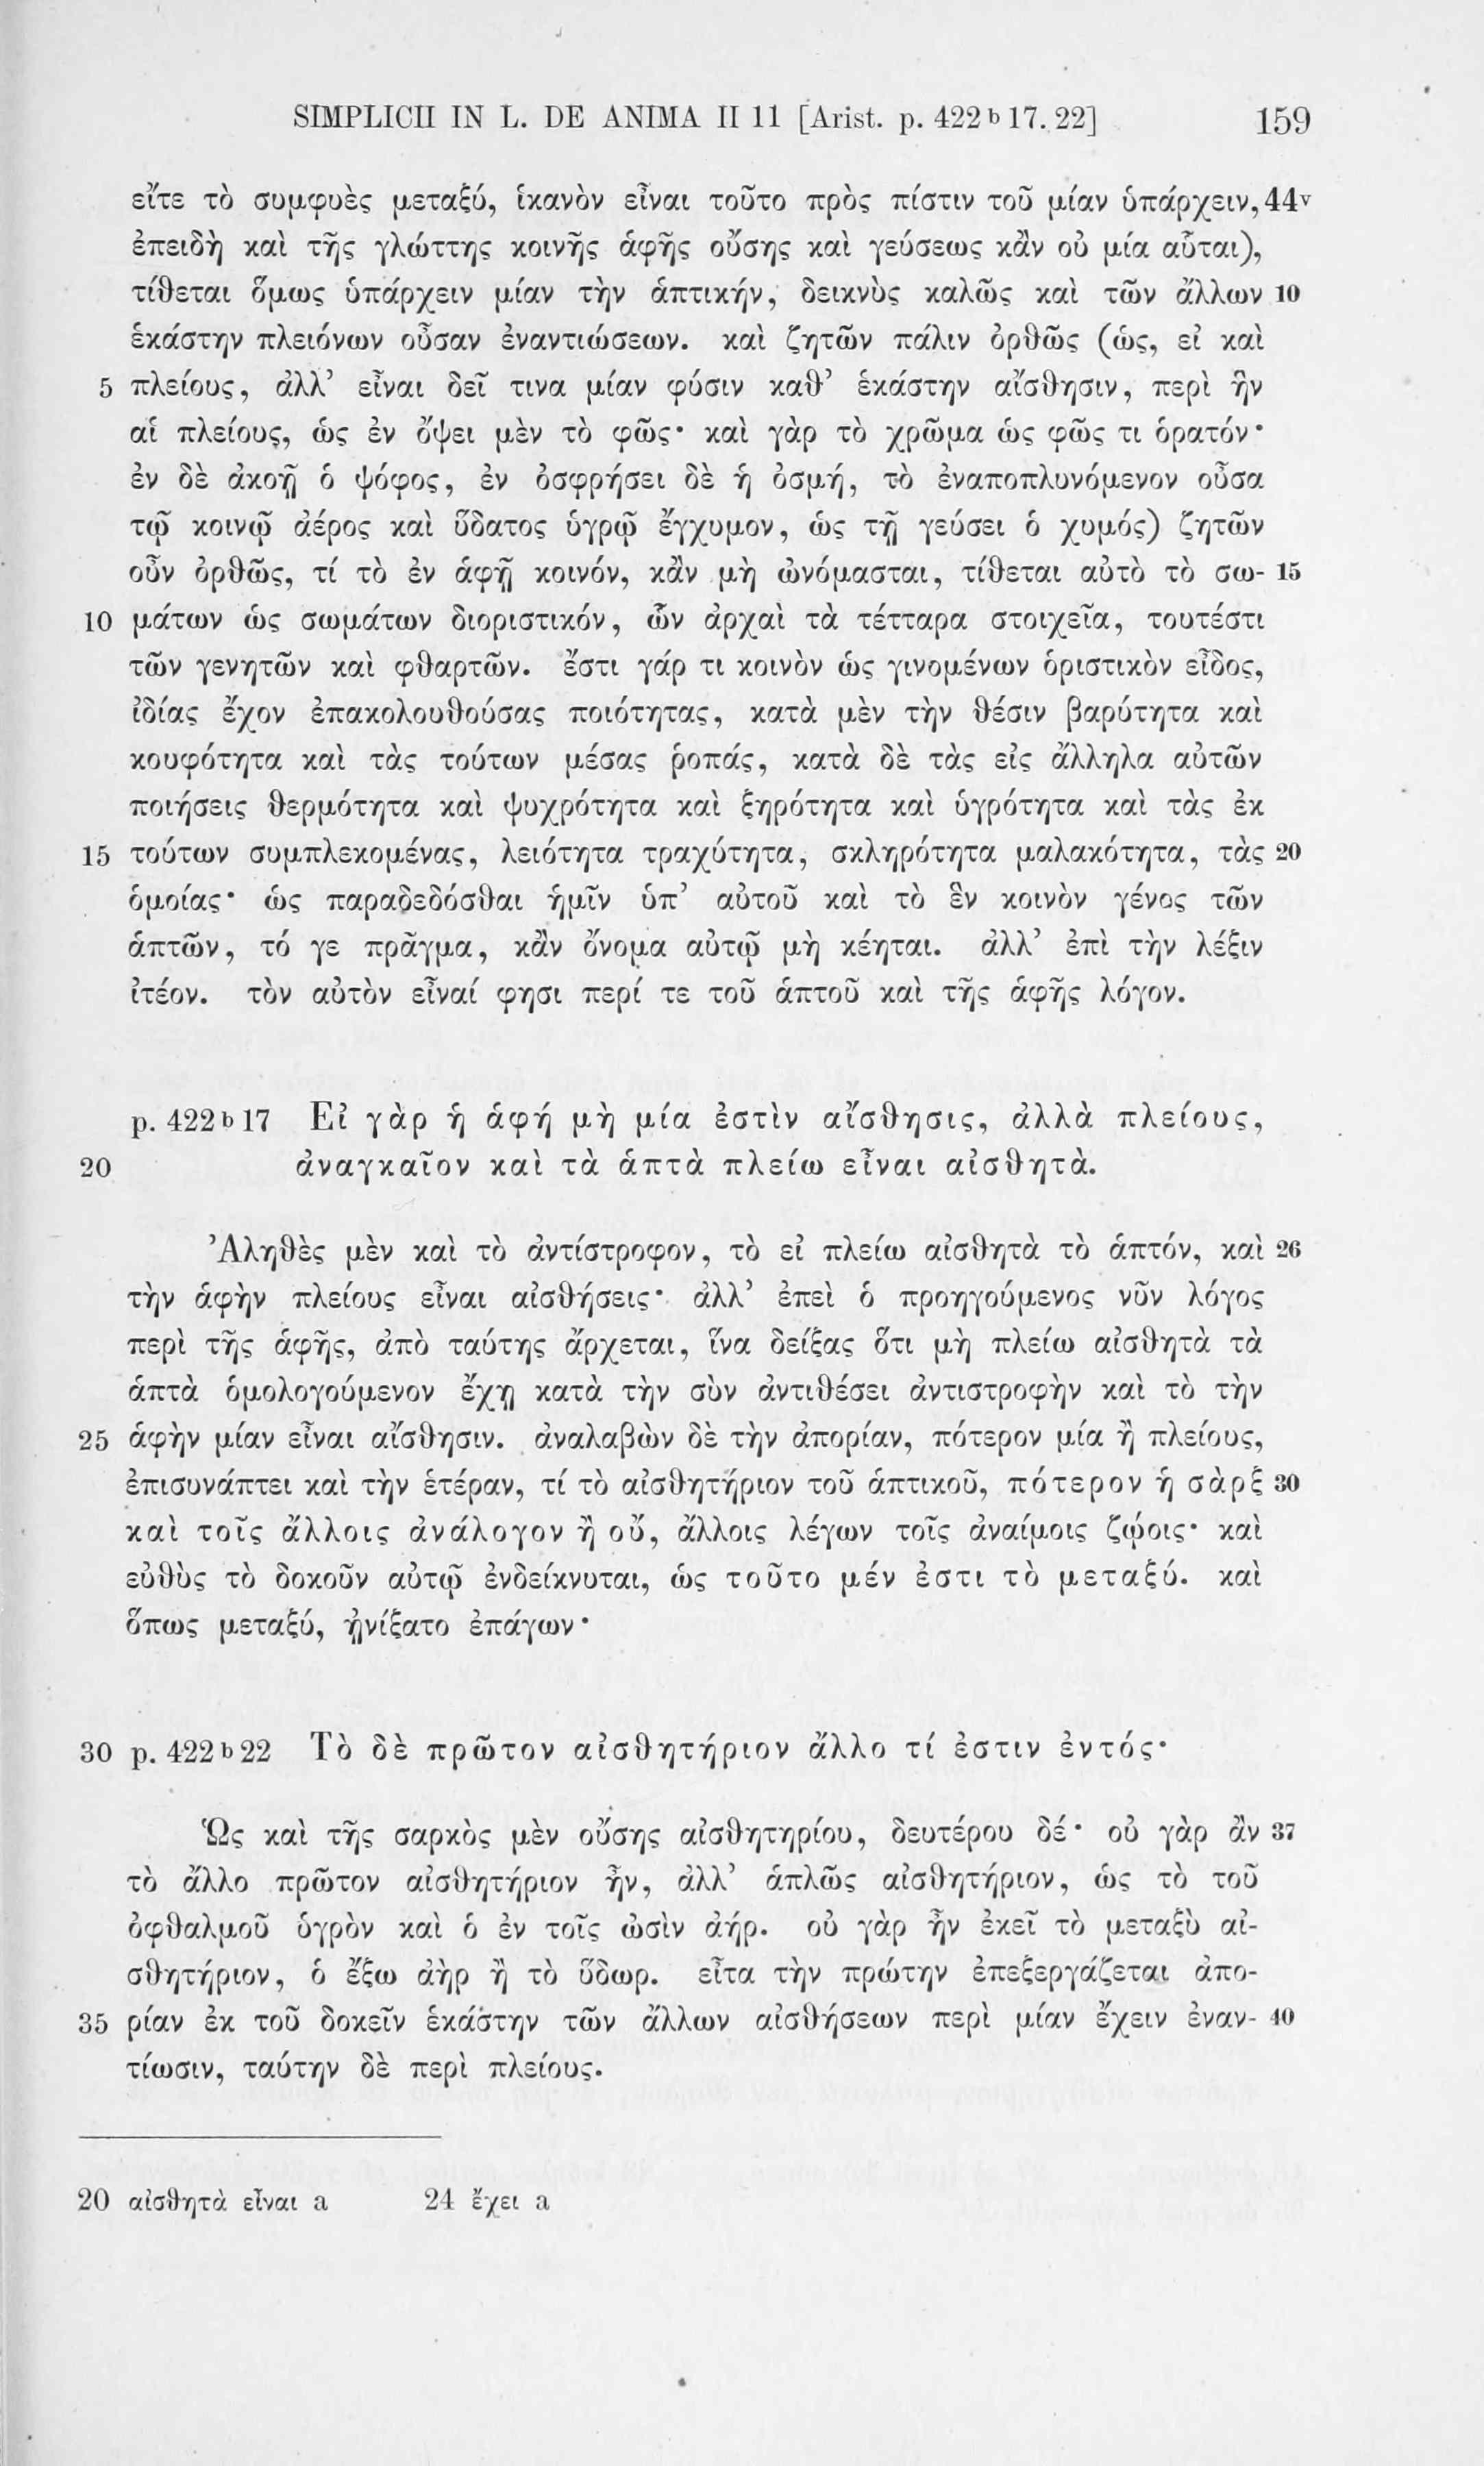 SIMPLICII IN L. DE ANIMA II 11 [Arist. p. 422 b 17. 22] 159
εἴτε τὸ συμφυὲς μεταξύ, ἱκανὸν εἶναι τοῦτο πρὸς πίστιν τοῦ μίαν ὑπάρχειν, 44v
ἐπειδὴ καὶ τῆς γλώττης κοινῆς ἁφῆς οὔσης καὶ γεύσεως κἂν οὐ μία αὗται),
τίθεται ὅμως ὑπάρχειν μίαν τὴν ἁπτικήν, δεικνὺς καλῶς καὶ τῶν ἄλλων 10
ἑκάστην πλειόνων οὖσαν ἐναντιώσεων. καὶ ζητῶν πάλιν ὀρθῶς (ὡς, εἰ καὶ
5 πλείους, ἀλλ’ εἶναι δεῖ τινα μίαν φύσιν καθ’ ἑκάστην αἴσθησιν, περὶ ἣν
αἱ πλείους, ὡς ἐν ὄψει μὲν τὸ φῶς· καὶ γὰρ τὸ χρῶμα ὡς φῶς τι ὁρατόν·
ἐν δὲ ἀκοῇ ὁ ψόφος, ἐν ὀσφρήσει δὲ ἡ ὀσμή, τὸ ἐναποπλυνόμενον οὖσα
τῷ κοινῷ ἀέρος καὶ ὕδατος ὑγρῷ ἔγχυμον, ὡς τῇ γεύσει ὁ χυμός) ζητῶν
οὖν ὀρθῶς, τί τὸ ἐν ἁφῇ κοινόν, κἂν μὴ ὠνόμασται, τίθεται αὐτὸ τὸ σω- 15
10 μάτων ὡς σωμάτων διοριστικόν, ὧν ἀρχαὶ τὰ τέτταρα στοιχεῖα, τουτέστι
τῶν γενητῶν καὶ φθαρτῶν. ἔστι γάρ τι κοινὸν ὡς γινομένων ὁριστικὸν εἶδος,
ἰδίας ἔχον ἐπακολουθούσας ποιότητας, κατὰ μὲν τὴν θέσιν βαρύτητα καὶ
κουφότητα καὶ τὰς τούτων μέσας ῥοπάς, κατὰ δὲ τὰς εἰς ἄλληλα αὐτῶν
ποιήσεις θερμότητα καὶ ψυχρότητα καὶ ξηρότητα καὶ ὑγρότητα καὶ τὰς ἐκ
15 τούτων συμπλεκομένας, λειότητα τραχύτητα, σκληρότητα μαλακότητα, τὰς 20
ὁμοίας· ὡς παραδεδόσθαι ἡμῖν ὑπ’ αὐτοῦ καὶ τὸ ἓν κοινὸν γένος τῶν
ἁπτῶν, τό γε πρᾶγμα, κἂν ὄνομα αὐτῷ μὴ κέηται. ἀλλ’ ἐπὶ τὴν λέξιν
ἰτέον. τὸν αὐτὸν εἶναί φησι περί τε τοῦ ἁπτοῦ καὶ τῆς ἁφῆς λόγον.
p. 422 b 17 Εἰ γὰρ ἡ ἁφή μὴ μία ἐστὶν αἴσθησις, ἀλλὰ πλείους,
20 ἀναγκαῖον καὶ τὰ ἁπτὰ πλείω εἶναι αἰσθητὰ.
Ἀληθὲς μὲν καὶ τὸ ἀντίστροφον, τὸ εἰ πλείω αἰσθητὰ τὸ ἁπτόν, καὶ 26
τὴν ἁφὴν πλείους εἶναι αἰσθήσεις· ἀλλ’ ἐπεὶ ὁ προηγούμενος νῦν λόγος
περὶ τῆς ἁφῆς, ἀπὸ ταύτης ἄρχεται, ἵνα δείξας ὅτι μὴ πλείω αἰσθητὰ τὰ
ἁπτὰ ὁμολογούμενον ἔχῃ κατὰ τὴν σὺν ἀντιθέσει ἀντιστροφὴν καὶ τὸ τὴν
25 ἁφὴν μίαν εἶναι αἴσθησιν. ἀναλαβὼν δὲ τὴν ἀπορίαν, πότερον μία ἢ πλείους,
ἐπισυνάπτει καὶ τὴν ἑτέραν, τί τὸ αἰσθητήριον τοῦ ἁπτικοῦ, πότερον ἡ σὰρξ 30
καὶ τοῖς ἄλλοις ἀνάλογον ἢ οὔ, ἄλλοις λέγων τοῖς ἀναίμοις ζῴοις· καὶ
εὐθὺς τὸ δοκοῦν αὐτῷ ἐνδείκνυται, ὡς τοῦτο μέν ἐστι τὸ μεταξύ. καὶ
ὅπως μεταξύ, ᾐνίξατο ἐπάγων·
30 p. 422 b 22 Τὸ δὲ πρῶτον αἰσθητήριον ἄλλο τί ἐστιν ἐντός·
Ὡς καὶ τῆς σαρκὸς μὲν οὔσης αἰσθητηρίου, δευτέρου δέ· οὐ γὰρ ἂν 37
τὸ ἄλλο πρῶτον αἰσθητήριον ἦν, ἀλλ’ ἁπλῶς αἰσθητήριον, ὡς τὸ τοῦ
ὀφθαλμοῦ ὑγρὸν καὶ ὁ ἐν τοῖς ὠσὶν ἀήρ. οὐ γὰρ ἦν ἐκεῖ τὸ μεταξὺ αἰ-
σθητήριον, ὁ ἔξω ἀὴρ ἢ τὸ ὕδωρ. εἶτα τὴν πρώτην ἐπεξεργάζεται ἀπο-
35 ρίαν ἐκ τοῦ δοκεῖν ἑκάστην τῶν ἄλλων αἰσθήσεων περὶ μίαν ἔχειν ἐναν- 40
τίωσιν, ταύτην δὲ περὶ πλείους.
20 αἰσθητὰ εἶναι a 24 ἔχει a